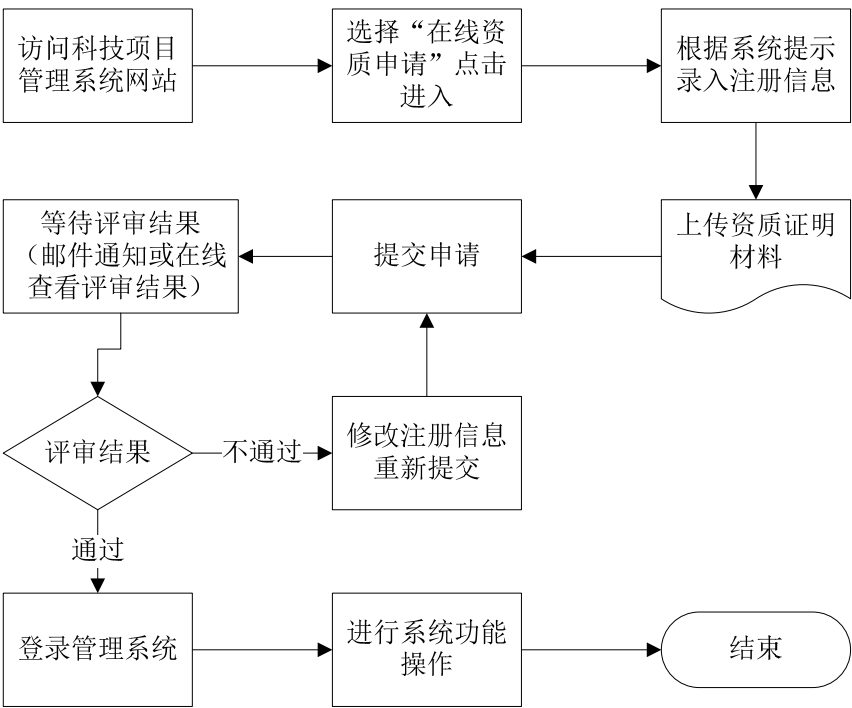 访问科技项目
管理系统网站
选择“在线资
质申请”点击
进入
根据系统提示
录入注册信息
上传资质证明
材料
提交申请
等待评审结果
（邮件通知或在线
查看评审结果）
评审结果
不通过
修改注册信息
重新提交
通过
登录管理系统
进行系统功能
操作
结束